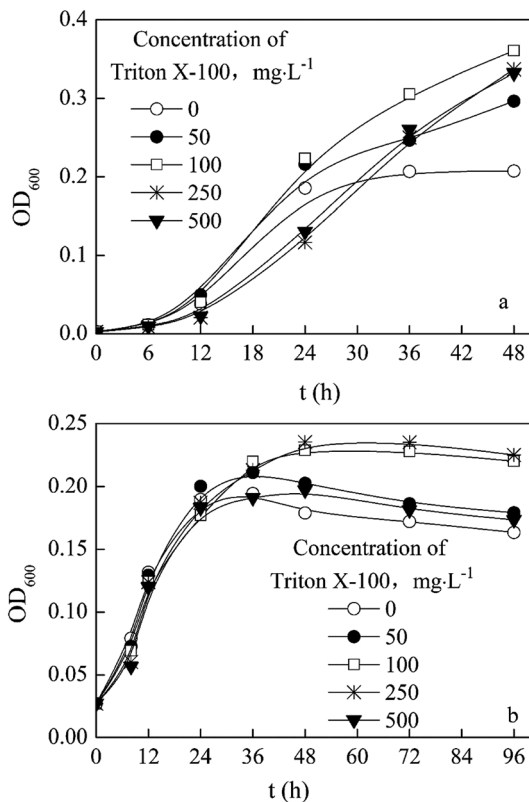 Concentration of
Triton X-100, mg·L⁻¹
0
50
100
250
500
OD₆₀₀
0.4
0.3
0.2
0.1
0.0
a
0 6 12 18 24 30 36 42 48
t (h)
0.25
0.20
0.15
0.10
0.05
0.00
OD₆₀₀
Concentration of
Triton X-100, mg·L⁻¹
0
50
100
250
500
b
0 12 24 36 48 60 72 84 96
t (h)